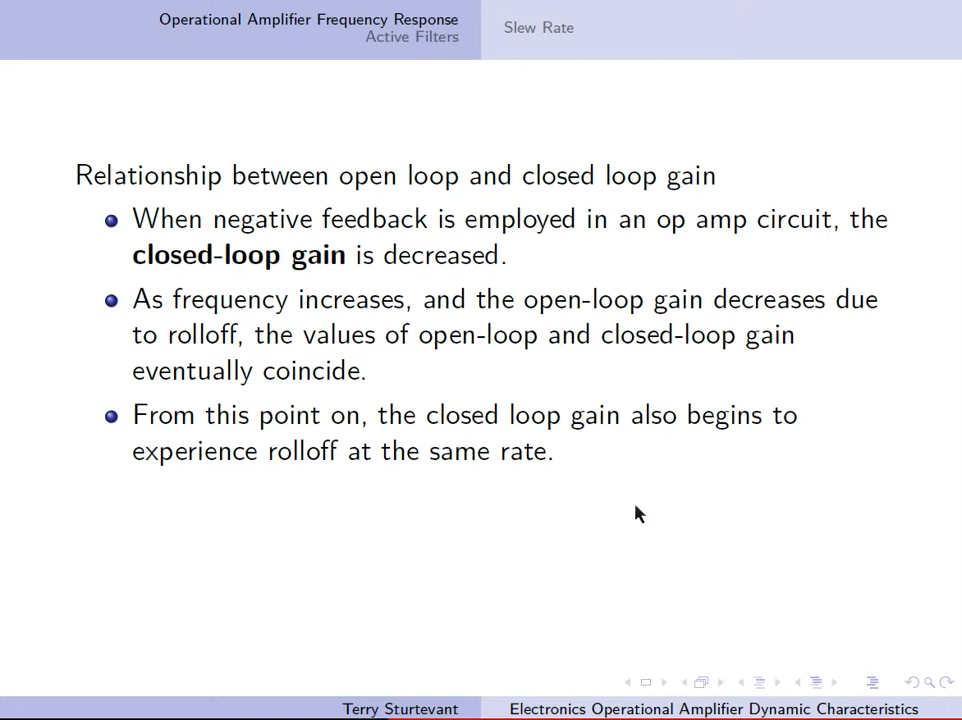 Operational Amplifier Frequency Response
Active Filters
Slew Rate
Relationship between open loop and closed loop gain
When negative feedback is employed in an op amp circuit, the
closed-loop gain is decreased.
As frequency increases, and the open-loop gain decreases due
to rolloff, the values of open-loop and closed-loop gain
eventually coincide.
From this point on, the closed loop gain also begins to
experience rolloff at the same rate.
Terry Sturtevant
Electronics Operational Amplifier Dynamic Characteristics